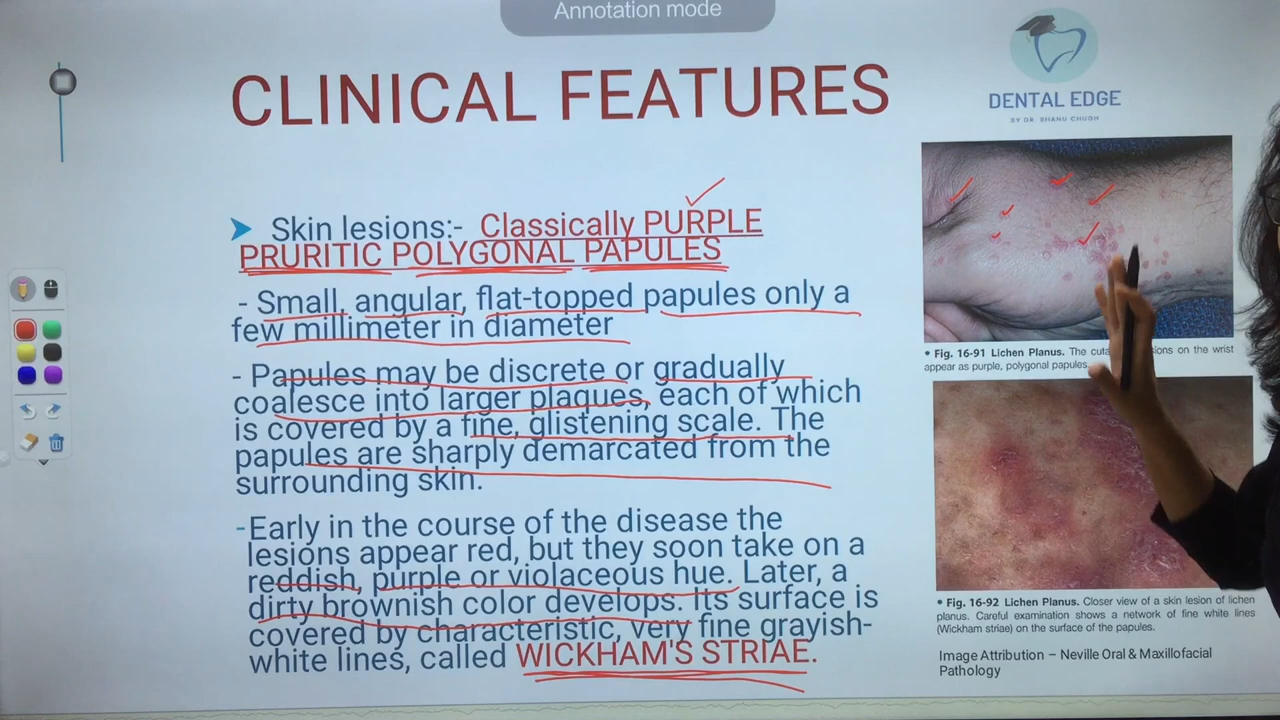 Annotation mode
CLINICAL FEATURES
DENTAL EDGE
BY DR. BHANU CHUGH
Skin lesions:- Classically PURPLE
PRURITIC POLYGONAL PAPULES
- Small, angular, flat-topped papules only a
few millimeter in diameter
- Papules may be discrete or gradually
coalesce into larger plaques, each of which
is covered by a fine, glistening scale. The
papules are sharply demarcated from the
surrounding skin.
-Early in the course of the disease the
lesions appear red, but they soon take on a
reddish, purple or violaceous hue. Later, a
dirty brownish color develops. Its surface is
covered by characteristic, very fine grayish-
white lines, called WICKHAM'S STRIAE.
• Fig. 16-91 Lichen Planus. The on the wrist
appear as purple, polygonal papules.
• Fig. 16-92 Lichen Planus. Closer view of a skin lesion of lichen
planus. Careful examination shows a network of fine white lines
(Wickham striae) on the surface of the papules.
Image Attribution – Neville Oral & Maxillofacial
Pathology